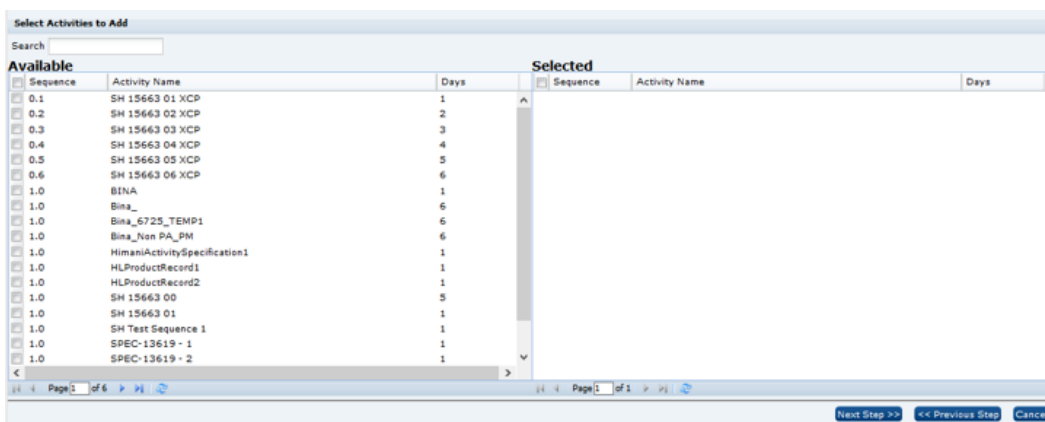 Select Activities to Add
Search
Available Selected
Sequence Activity Name Days Sequence Activity Name Days
0.1 SH 15663 01 XCP 1
0.2 SH 15663 02 XCP 2
0.3 SH 15663 03 XCP 3
0.4 SH 15663 04 XCP 4
0.5 SH 15663 05 XCP 5
0.6 SH 15663 06 XCP 6
1.0 BINA 1
1.0 Bina_ 6
1.0 Bina_6725_TEMP1 6
1.0 Bina_Non PA_PM 6
1.0 HimaniActivitySpecification1 1
1.0 HLProductRecord1 1
1.0 HLProductRecord2 1
1.0 SH 15663 00 5
1.0 SH 15663 01 1
1.0 SH Test Sequence 1 1
1.0 SPEC-13619 - 1 1
1.0 SPEC-13619 - 2 1
Page 1 of 6 Page 1 of 1
Next Step >> << Previous Step Cance